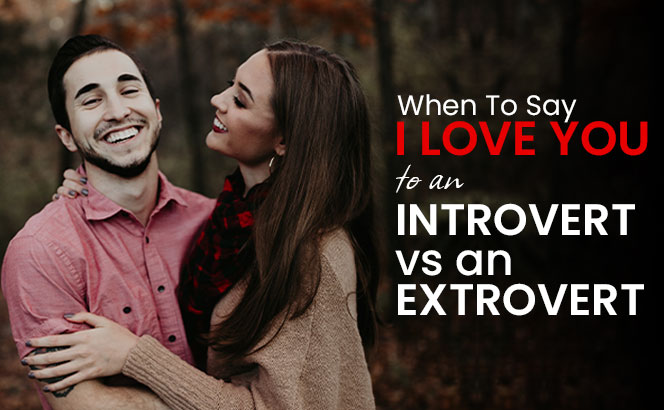 When To Say
I LOVE YOU
to an
INTROVERT
vs an
EXTROVERT